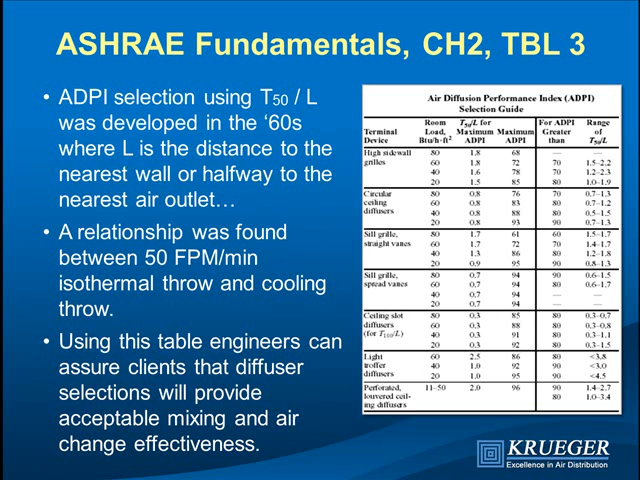 ASHRAE Fundamentals, CH2, TBL 3
• ADPI selection using T50 / L
was developed in the ‘60s
where L is the distance to the
nearest wall or halfway to the
nearest air outlet…
• A relationship was found
between 50 FPM/min
isothermal throw and cooling
throw.
• Using this table engineers can
assure clients that diffuser
selections will provide
acceptable mixing and air
change effectiveness.
Air Diffusion Performance Index (ADPI)
Selection Guide
Room T50/L for For ADPI Range
Terminal Load, Maximum Maximum Greater of
Device Btu/h·ft² ADPI ADPI than T50/L
High sidewall 80 1.8 68 — —
grilles 60 1.8 72 70 1.5–2.2
40 1.6 78 70 1.2–2.3
20 1.5 85 80 1.0–1.9
Circular 80 0.8 76 70 0.7–1.3
ceiling 60 0.8 83 80 0.7–1.2
diffusers 40 0.8 88 80 0.5–1.5
20 0.8 93 90 0.7–1.3
Sill grille, 80 1.7 61 60 1.5–1.7
straight vanes 60 1.7 72 70 1.4–1.7
40 1.3 86 80 1.2–1.8
20 0.9 95 90 0.8–1.3
Sill grille, 80 0.7 94 90 0.6–1.5
spread vanes 60 0.7 94 80 0.6–1.7
40 0.7 94 — —
20 0.7 94 — —
Ceiling slot 80 0.3 85 80 0.3–0.7
diffusers 60 0.3 88 80 0.3–0.8
(for T100/L) 40 0.3 91 80 0.3–1.1
20 0.3 92 80 0.3–1.5
Light 60 2.5 86 80 <3.8
troffer 40 1.0 92 90 <3.0
diffusers 20 1.0 95 90 <4.5
Perforated, 11–50 2.0 96 90 1.4–2.7
louvered ceil- 80 1.0–3.4
ing diffusers
KRUEGER
Excellence in Air Distribution